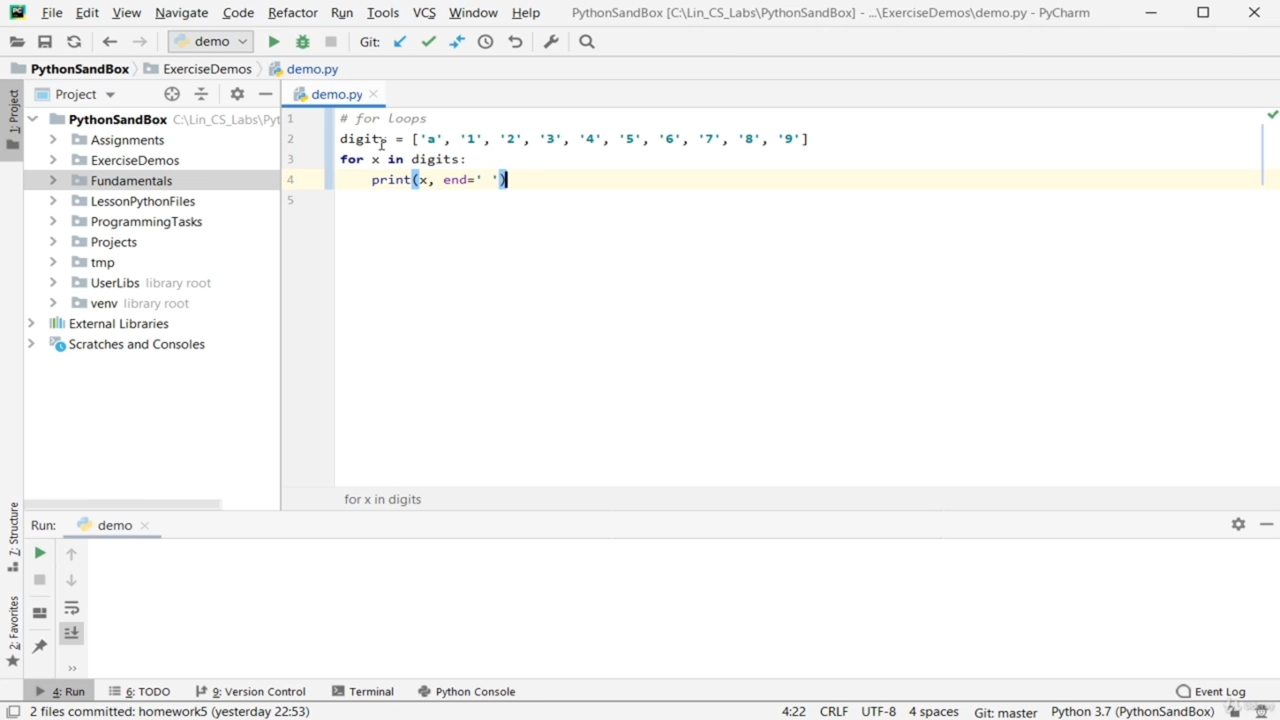 File Edit View Navigate Code Refactor Run Tools VCS Window Help PythonSandBox [C:\Lin_CS_Labs\PythonSandBox] - ...\ExerciseDemos\demo.py - PyCharm
demo Git:
PythonSandBox ExerciseDemos demo.py
1: Project
Project
demo.py
PythonSandBox C:\Lin_CS_Labs\Pyt
Assignments
ExerciseDemos
Fundamentals
LessonPythonFiles
ProgrammingTasks
Projects
tmp
UserLibs library root
venv library root
External Libraries
Scratches and Consoles
1 # for loops
2 digits = ['a', '1', '2', '3', '4', '5', '6', '7', '8', '9']
3 for x in digits:
4 print(x, end=' ')
5
for x in digits
7: Structure
2: Favorites
Run: demo
4: Run 6: TODO 9: Version Control Terminal Python Console Event Log
2 files committed: homework5 (yesterday 22:53) 4:22 CRLF UTF-8 4 spaces Git: master Python 3.7 (PythonSandBox)